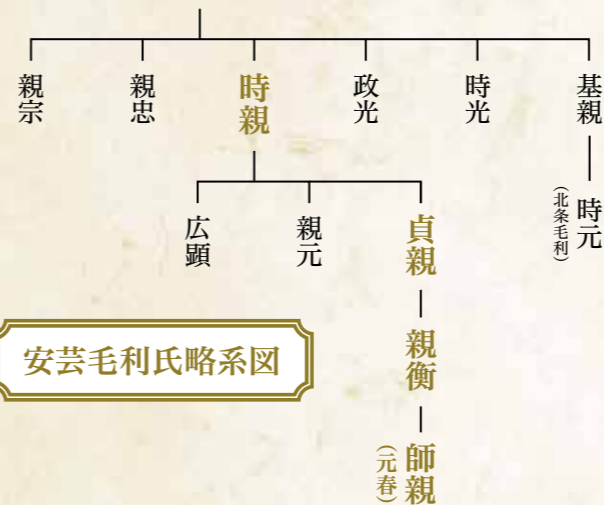 基親
時光
政光
時親
親忠
親宗
時元
(北条毛利)
貞親
親元
広顕
親衡
師親
(元春)
安芸毛利氏略系図